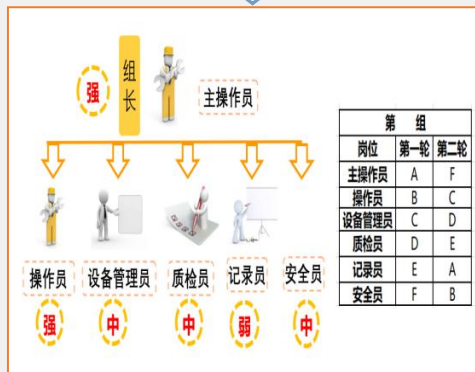 强
组长
主操作员
操作员 设备管理员 质检员 记录员 安全员
强 中 中 弱 中
第 组
岗位 第一轮 第二轮
主操作员 A F
操作员 B C
设备管理员 C D
质检员 D E
记录员 E A
安全员 F B